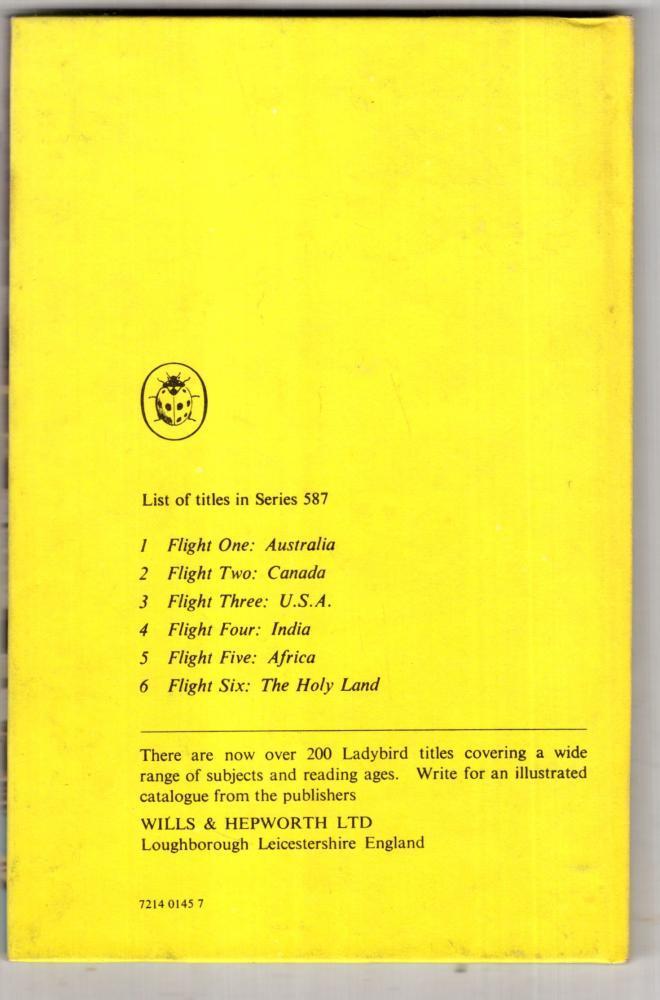 List of titles in Series 587
1 Flight One: Australia
2 Flight Two: Canada
3 Flight Three: U.S.A.
4 Flight Four: India
5 Flight Five: Africa
6 Flight Six: The Holy Land
There are now over 200 Ladybird titles covering a wide
range of subjects and reading ages. Write for an illustrated
catalogue from the publishers
WILLS & HEPWORTH LTD
Loughborough Leicestershire England
7214 0145 7